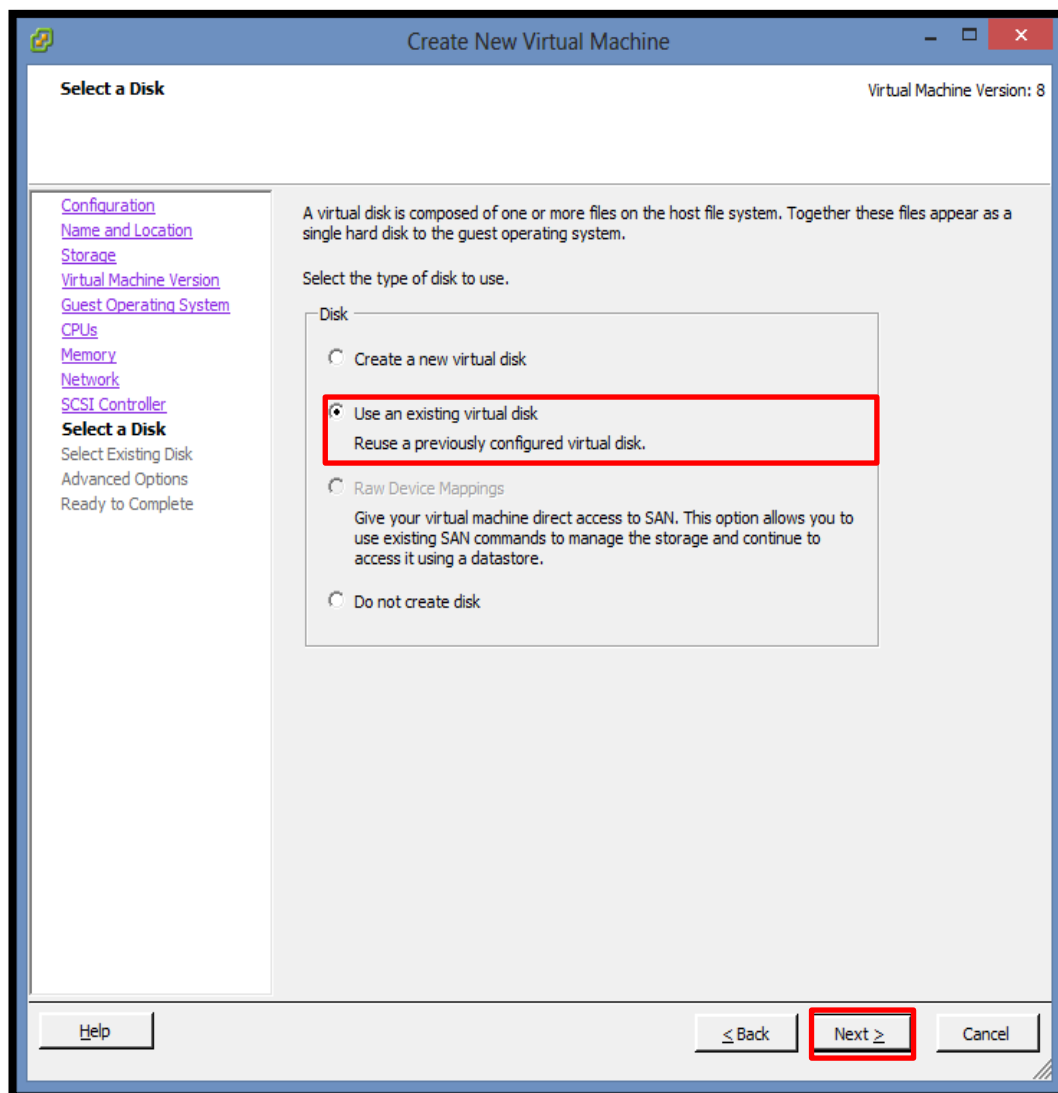 Create New Virtual Machine
Select a Disk
Virtual Machine Version: 8
Configuration
Name and Location
Storage
Virtual Machine Version
Guest Operating System
CPUs
Memory
Network
SCSI Controller
Select a Disk
Select Existing Disk
Advanced Options
Ready to Complete
A virtual disk is composed of one or more files on the host file system. Together these files appear as a
single hard disk to the guest operating system.
Select the type of disk to use.
Disk
Create a new virtual disk
Use an existing virtual disk
Reuse a previously configured virtual disk.
Raw Device Mappings
Give your virtual machine direct access to SAN. This option allows you to
use existing SAN commands to manage the storage and continue to
access it using a datastore.
Do not create disk
Help
< Back
Next >
Cancel